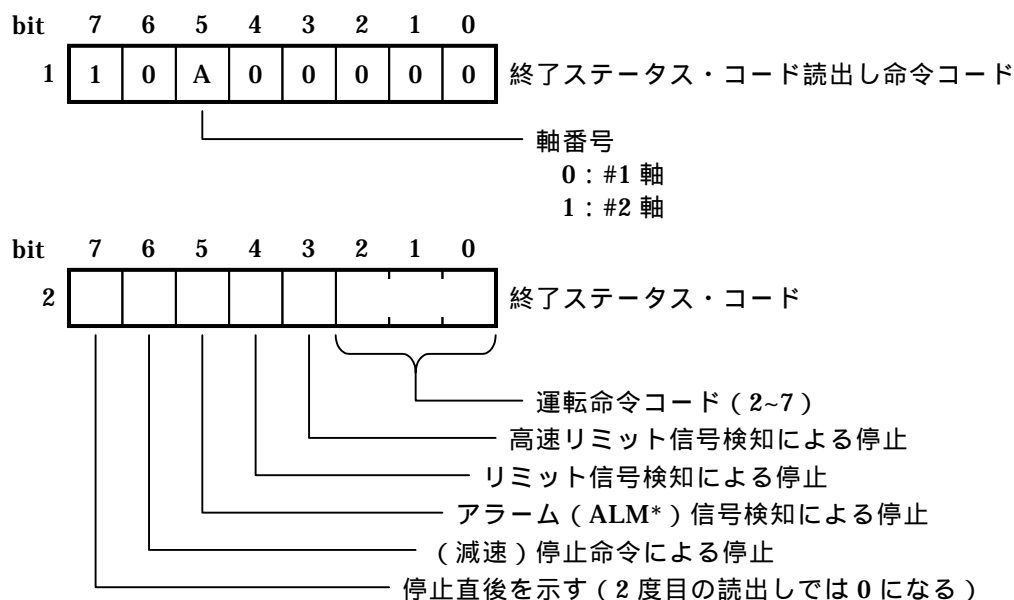 bit 7 6 5 4 3 2 1 0
1 1 0 A 0 0 0 0 0 終了ステータス・コード読出し命令コード
軸番号
0:#1 軸
1:#2 軸
bit 7 6 5 4 3 2 1 0
2 終了ステータス・コード
運転命令コード(2~7)
高速リミット信号検知による停止
リミット信号検知による停止
アラーム(ALM*)信号検知による停止
(減速)停止命令による停止
停止直後を示す(2 度目の読出しでは 0 になる)